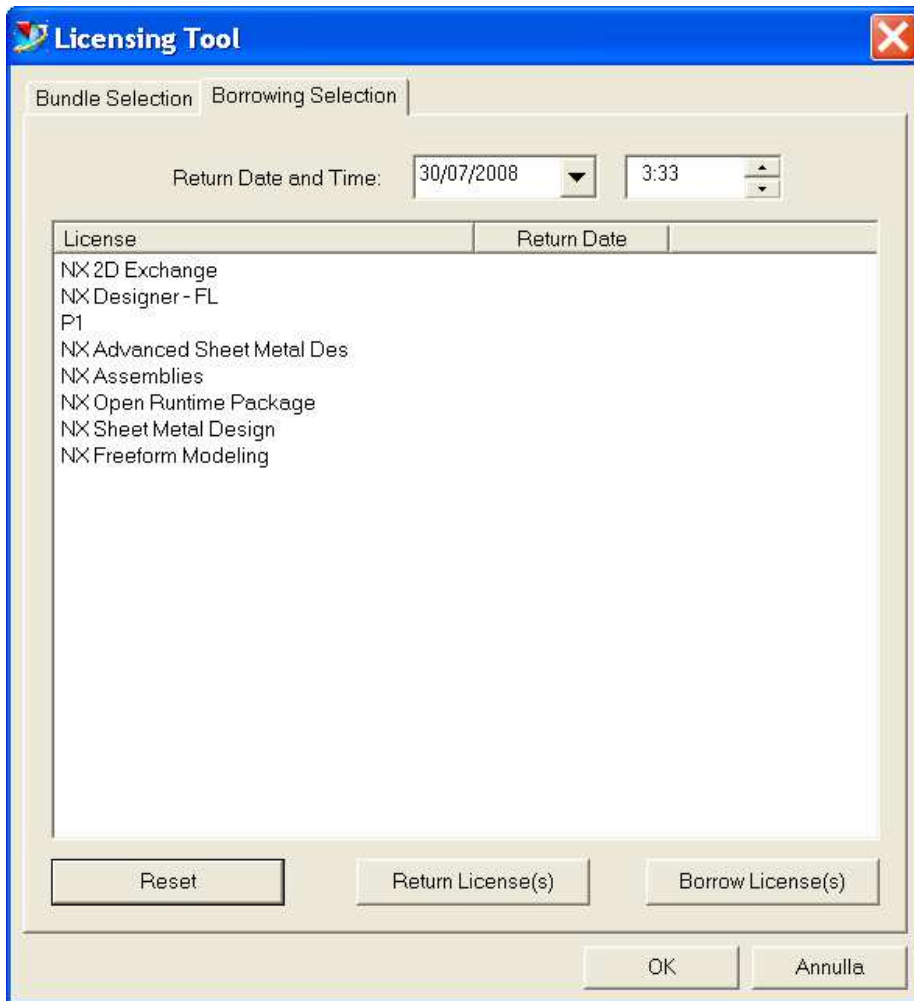 Licensing Tool
Bundle Selection Borrowing Selection
Return Date and Time: 30/07/2008 3:33
License Return Date
NX 2D Exchange
NX Designer - FL
P1
NX Advanced Sheet Metal Des
NX Assemblies
NX Open Runtime Package
NX Sheet Metal Design
NX Freeform Modeling
Reset Return License(s) Borrow License(s)
OK Annulla